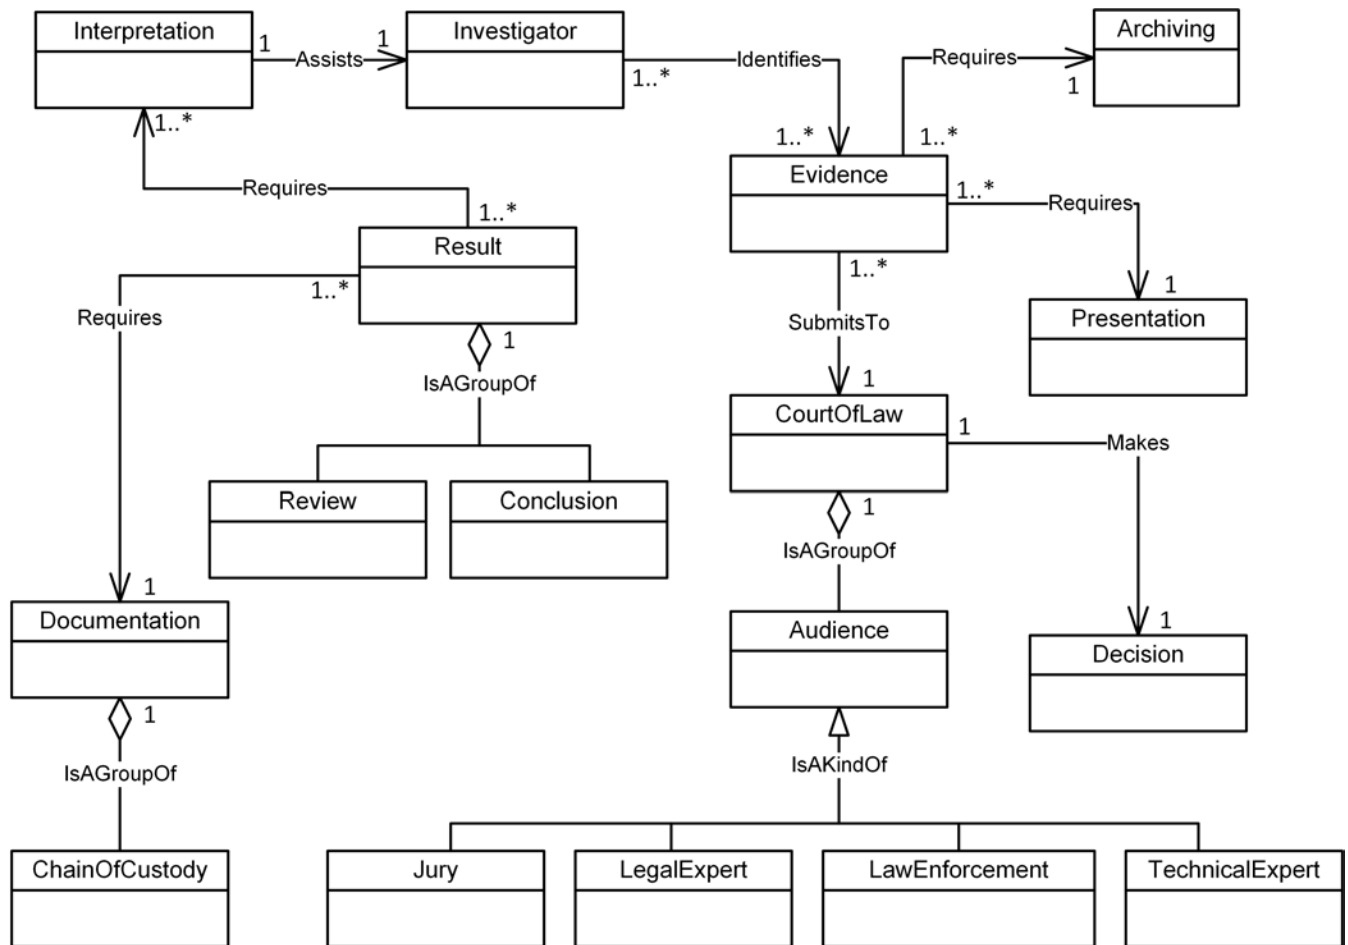 Interpretation
1
Assists
1
Investigator
1..*
Identifies
Requires
Archiving
1
1..*
1..*
1..*
Evidence
1..*
Requires
1
Presentation
Requires
1..*
Result
1..*
Requires
1
IsAGroupOf
Review
Conclusion
1..*
SubmitsTo
1
CourtOfLaw
1
Makes
1
IsAGroupOf
1
Documentation
Audience
1
Decision
1
IsAGroupOf
IsAKindOf
ChainOfCustody
Jury
LegalExpert
LawEnforcement
TechnicalExpert